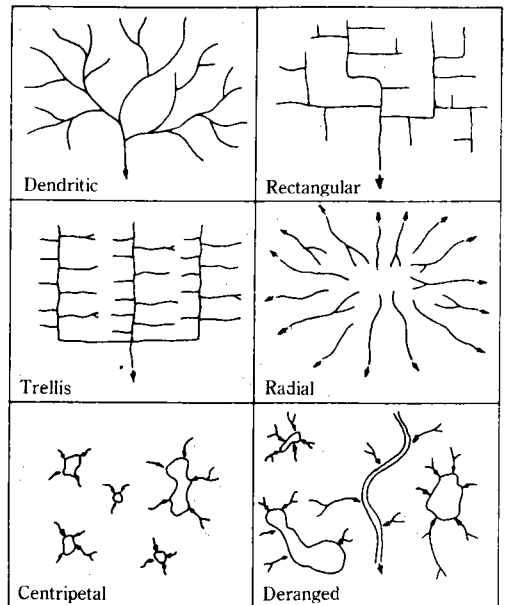 Dendritic
Rectangular
Trellis
Radial
Centripetal
Deranged